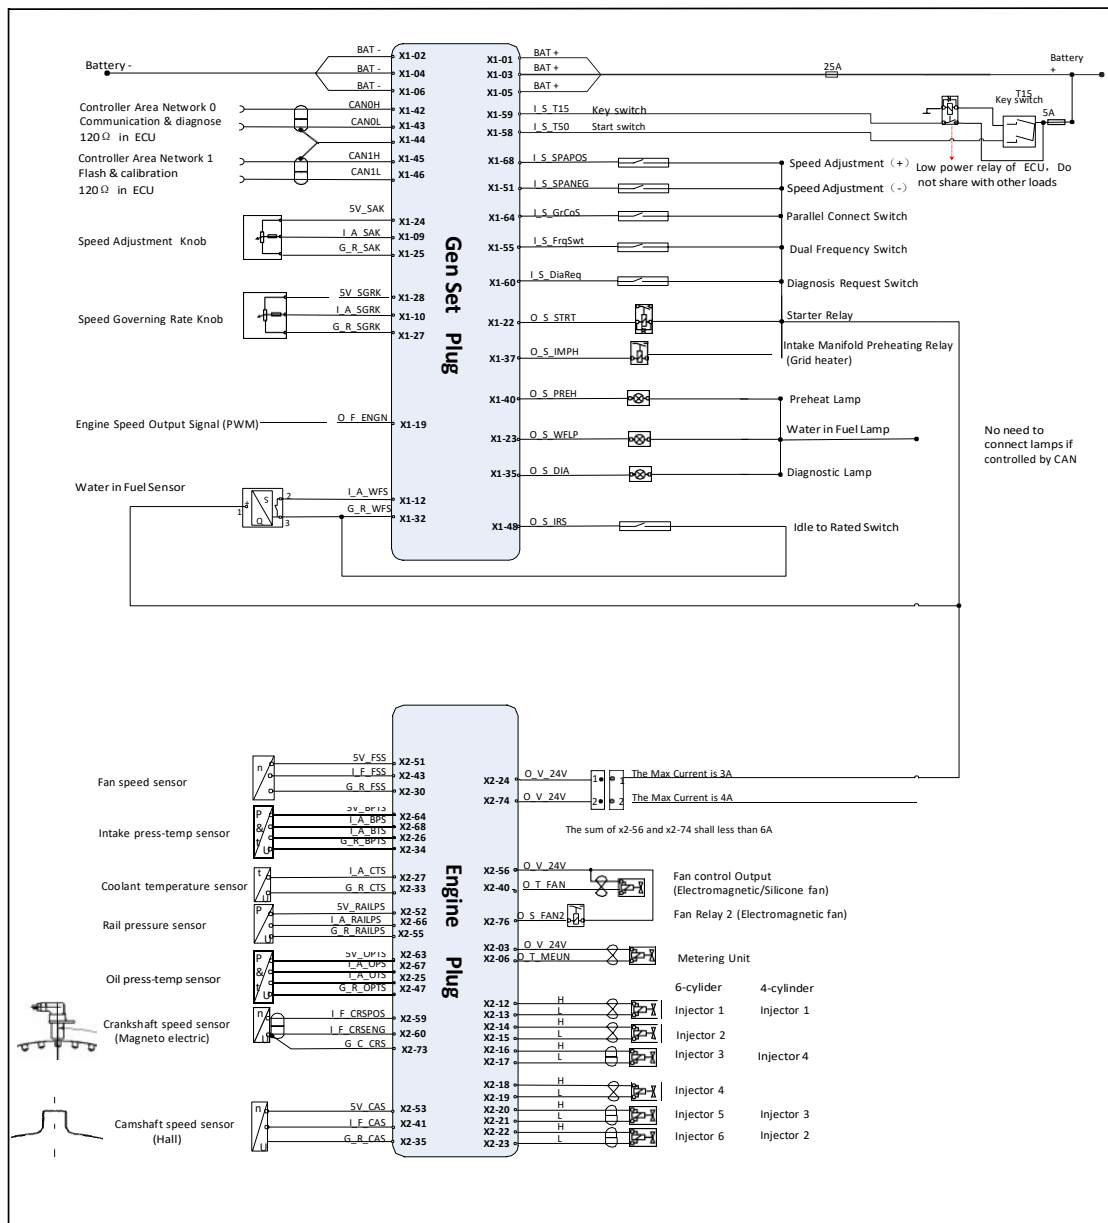 Battery -
BAT -
X1-02
BAT -
X1-04
BAT -
X1-06
Controller Area Network 0
Communication & diagnose
120Ω in ECU
CAN0H
X1-42
CAN0L
X1-43
X1-44
Controller Area Network 1
Flash & calibration
120Ω in ECU
CAN1H
X1-45
CAN1L
X1-46
Speed Adjustment Knob
5V_SAK
X1-24
I_A_SAK
X1-09
G_R_SAK
X1-25
Speed Governing Rate Knob
5V_SGRK
X1-28
I_A_SGRK
X1-10
G_R_SGRK
X1-27
Engine Speed Output Signal (PWM)
O_F_ENGN
X1-19
Water in Fuel Sensor
1
+
S
Q
2
3
I_A_WFS
X1-12
G_R_WFS
X1-32
Gen Set Plug
X1-01
BAT +
X1-03
BAT +
X1-05
BAT +
25A
Battery
+
X1-59
I_S_T15
Key switch
X1-58
I_S_T50
Start switch
T15
Key switch
5A
Low power relay of ECU, Do
not share with other loads
X1-68
I_S_SPAPOS
Speed Adjustment (+)
X1-51
I_S_SPANEG
Speed Adjustment (-)
X1-64
I_S_GrCoS
Parallel Connect Switch
X1-55
I_S_FrqSwt
Dual Frequency Switch
X1-60
I_S_DiaReq
Diagnosis Request Switch
X1-22
O_S_STRT
Starter Relay
X1-37
O_S_IMPH
Intake Manifold Preheating Relay
(Grid heater)
X1-40
O_S_PREH
Preheat Lamp
X1-23
O_S_WFLP
Water in Fuel Lamp
X1-35
O_S_DIA
Diagnostic Lamp
No need to
connect lamps if
controlled by CAN
X1-48
O_S_IRS
Idle to Rated Switch
Fan speed sensor
n
5V_FSS
X2-51
I_F_FSS
X2-43
G_R_FSS
X2-30
Intake press-temp sensor
P
&
t
U
5V_BPTS
X2-64
I_A_BPS
X2-68
I_A_BTS
X2-26
G_R_BPTS
X2-34
Coolant temperature sensor
t
U
I_A_CTS
X2-27
G_R_CTS
X2-33
Rail pressure sensor
P
U
5V_RAILPS
X2-52
I_A_RAILPS
X2-66
G_R_RAILPS
X2-55
Oil press-temp sensor
P
&
t
U
5V_OPTS
X2-63
I_A_OPS
X2-67
I_A_OTS
X2-25
G_R_OPTS
X2-47
Crankshaft speed sensor
(Magneto electric)
n
U
I_F_CRSPOS
X2-59
I_F_CRSENG
X2-60
G_C_CRS
X2-73
Camshaft speed sensor
(Hall)
n
U
5V_CAS
X2-53
I_F_CAS
X2-41
G_R_CAS
X2-35
Engine Plug
X2-24
O_V_24V
1
1
The Max Current is 3A
X2-74
O_V_24V
2
2
The Max Current is 4A
The sum of x2-56 and x2-74 shall less than 6A
X2-56
O_V_24V
X2-40
O_T_FAN
Fan control Output
(Electromagnetic/Silicone fan)
X2-76
O_S_FAN2
Fan Relay 2 (Electromagnetic fan)
X2-03
O_V_24V
X2-06
O_T_MEUN
Metering Unit
6-cylider
4-cylinder
X2-12
H
X2-13
L
Injector 1
Injector 1
X2-14
H
X2-15
L
Injector 2
X2-16
H
X2-17
L
Injector 3
Injector 4
X2-18
H
X2-19
L
Injector 4
X2-20
H
X2-21
L
Injector 5
Injector 3
X2-22
H
X2-23
L
Injector 6
Injector 2